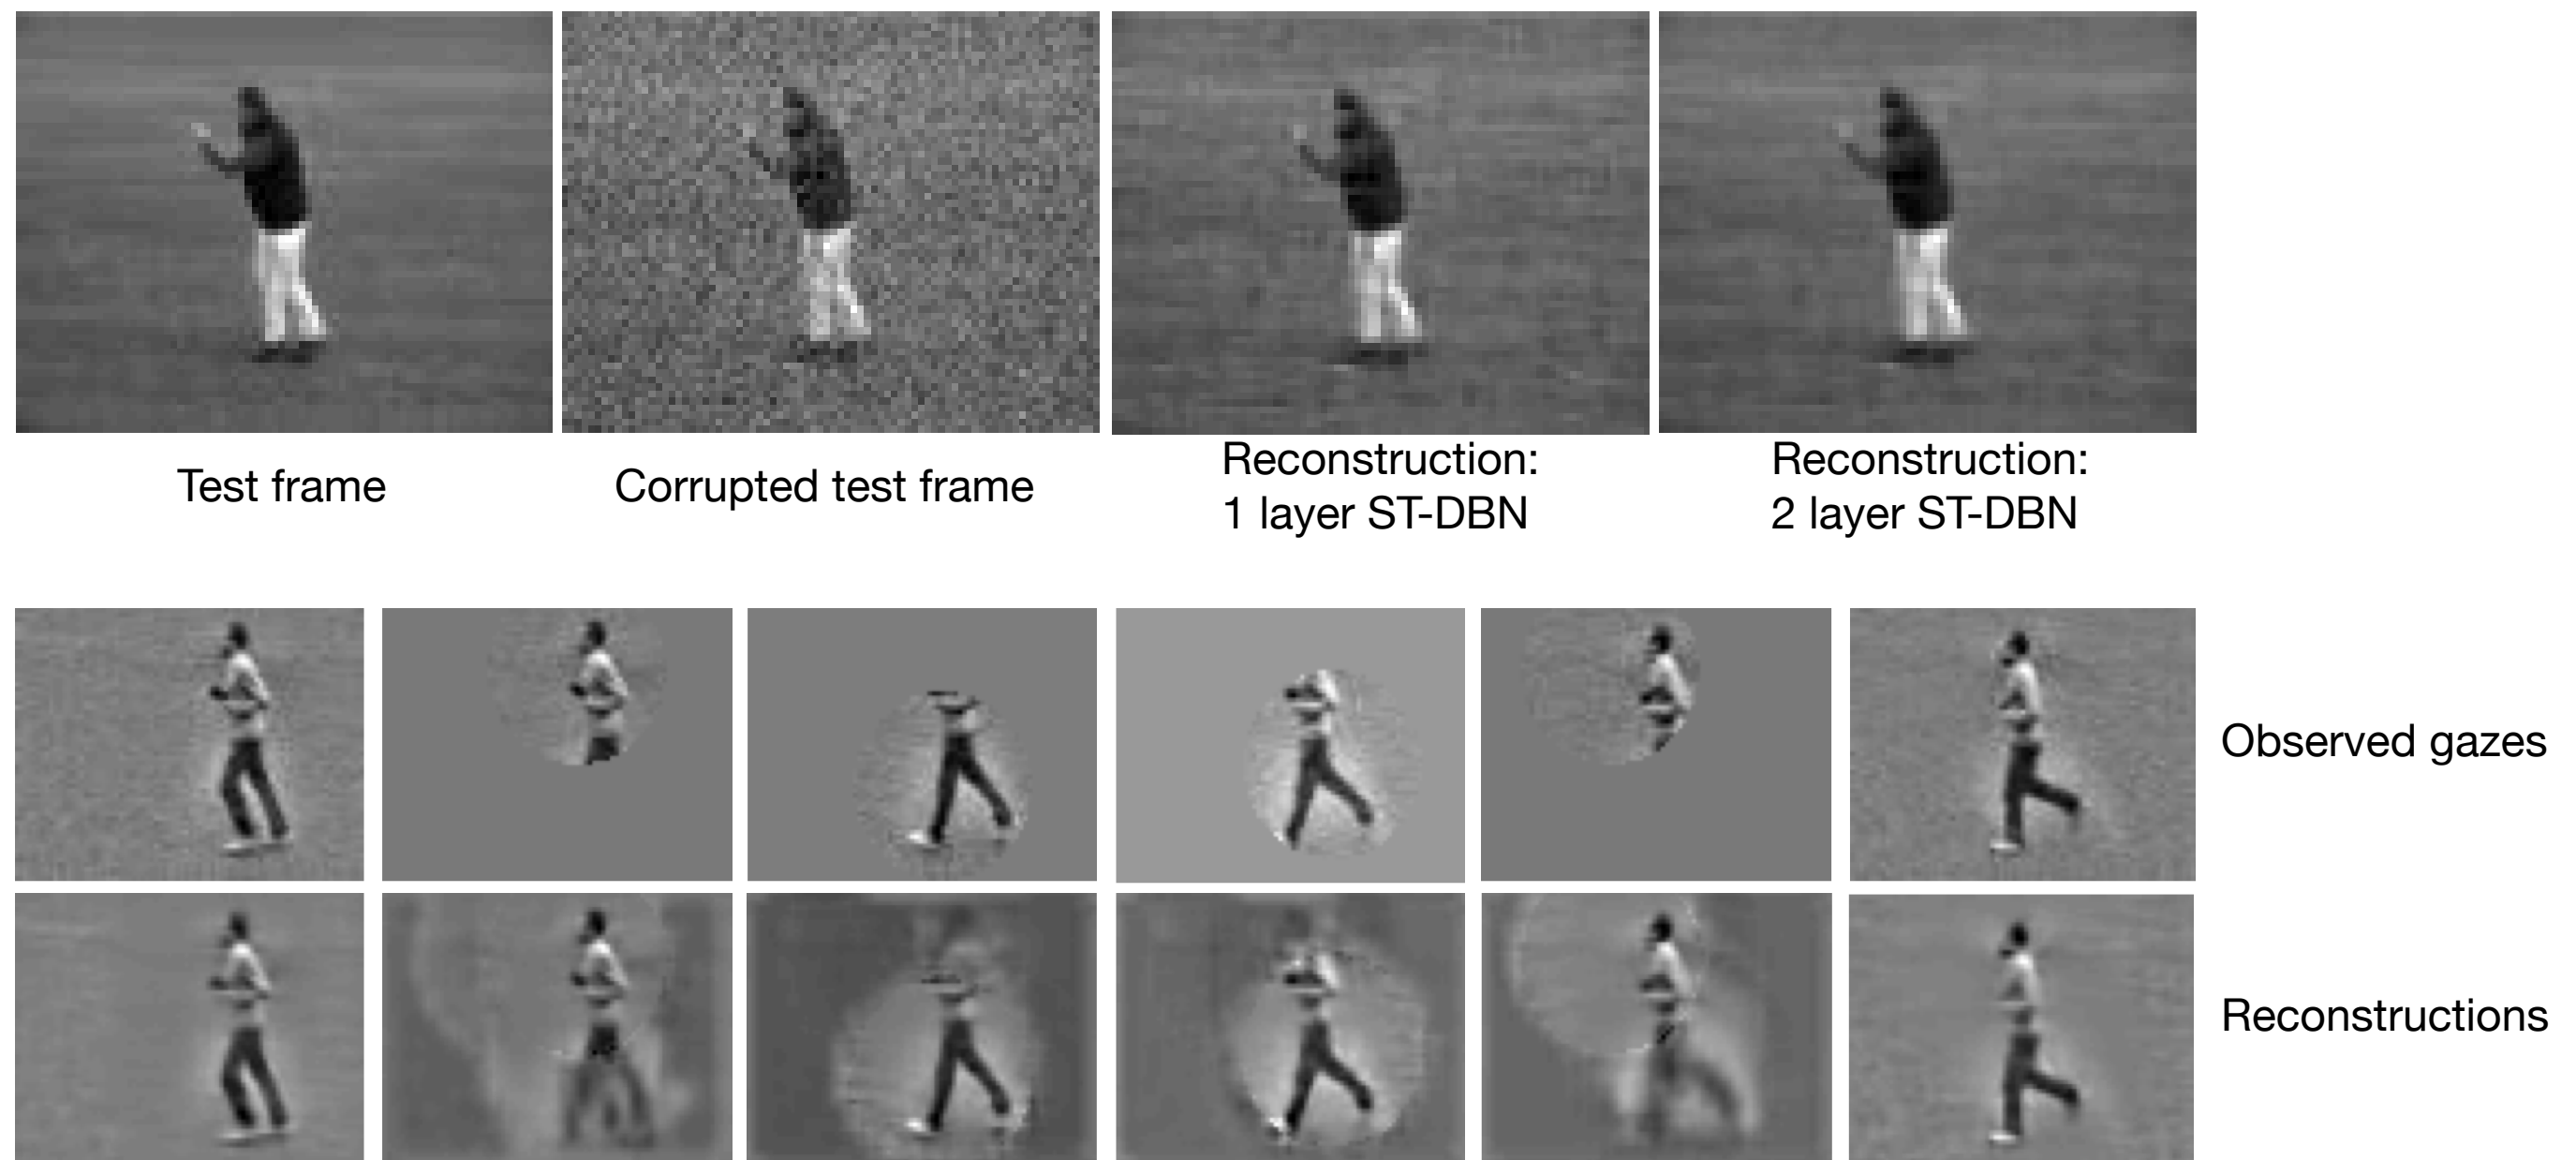 Test frame
Corrupted test frame
Reconstruction:
1 layer ST-DBN
Reconstruction:
2 layer ST-DBN
Observed gazes
Reconstructions